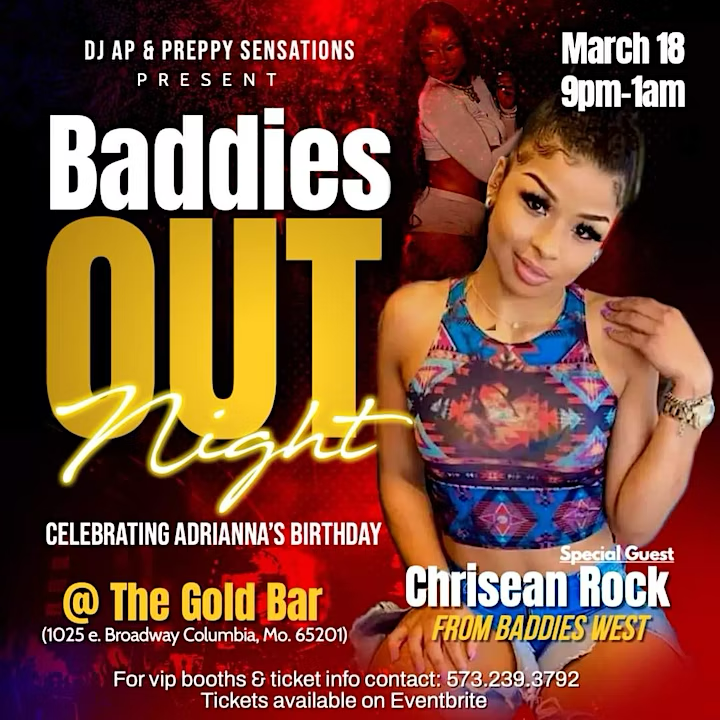 DJ AP & PREPPY SENSATIONS
PRESENT
March 18
9pm-1am
Baddies
OUT
Night
CELEBRATING ADRIANNA'S BIRTHDAY
@ The Gold Bar
(1025 e. Broadway Columbia, Mo. 65201)
Special Guest
Chrisean Rock
FROM BADDIES WEST
For vip booths & ticket info contact: 573.239.3792
Tickets available on Eventbrite